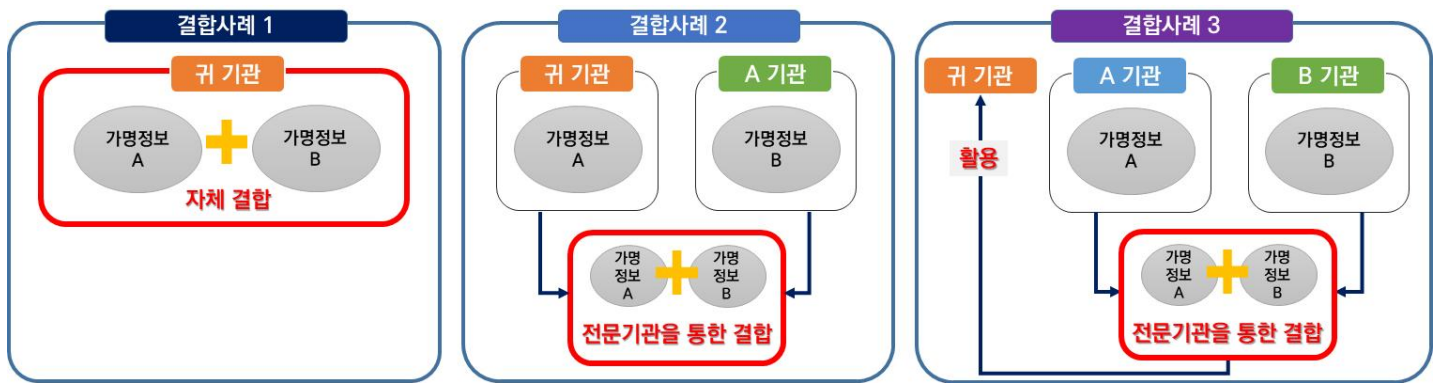 결합사례 1
귀 기관
가명정보
A
가명정보
B
자체 결합
결합사례 2
귀 기관
A 기관
가명정보
A
가명정보
B
가명
정보
A
가명
정보
B
전문기관을 통한 결합
결합사례 3
귀 기관
A 기관
B 기관
가명정보
A
가명정보
B
활용
가명
정보
A
가명
정보
B
전문기관을 통한 결합